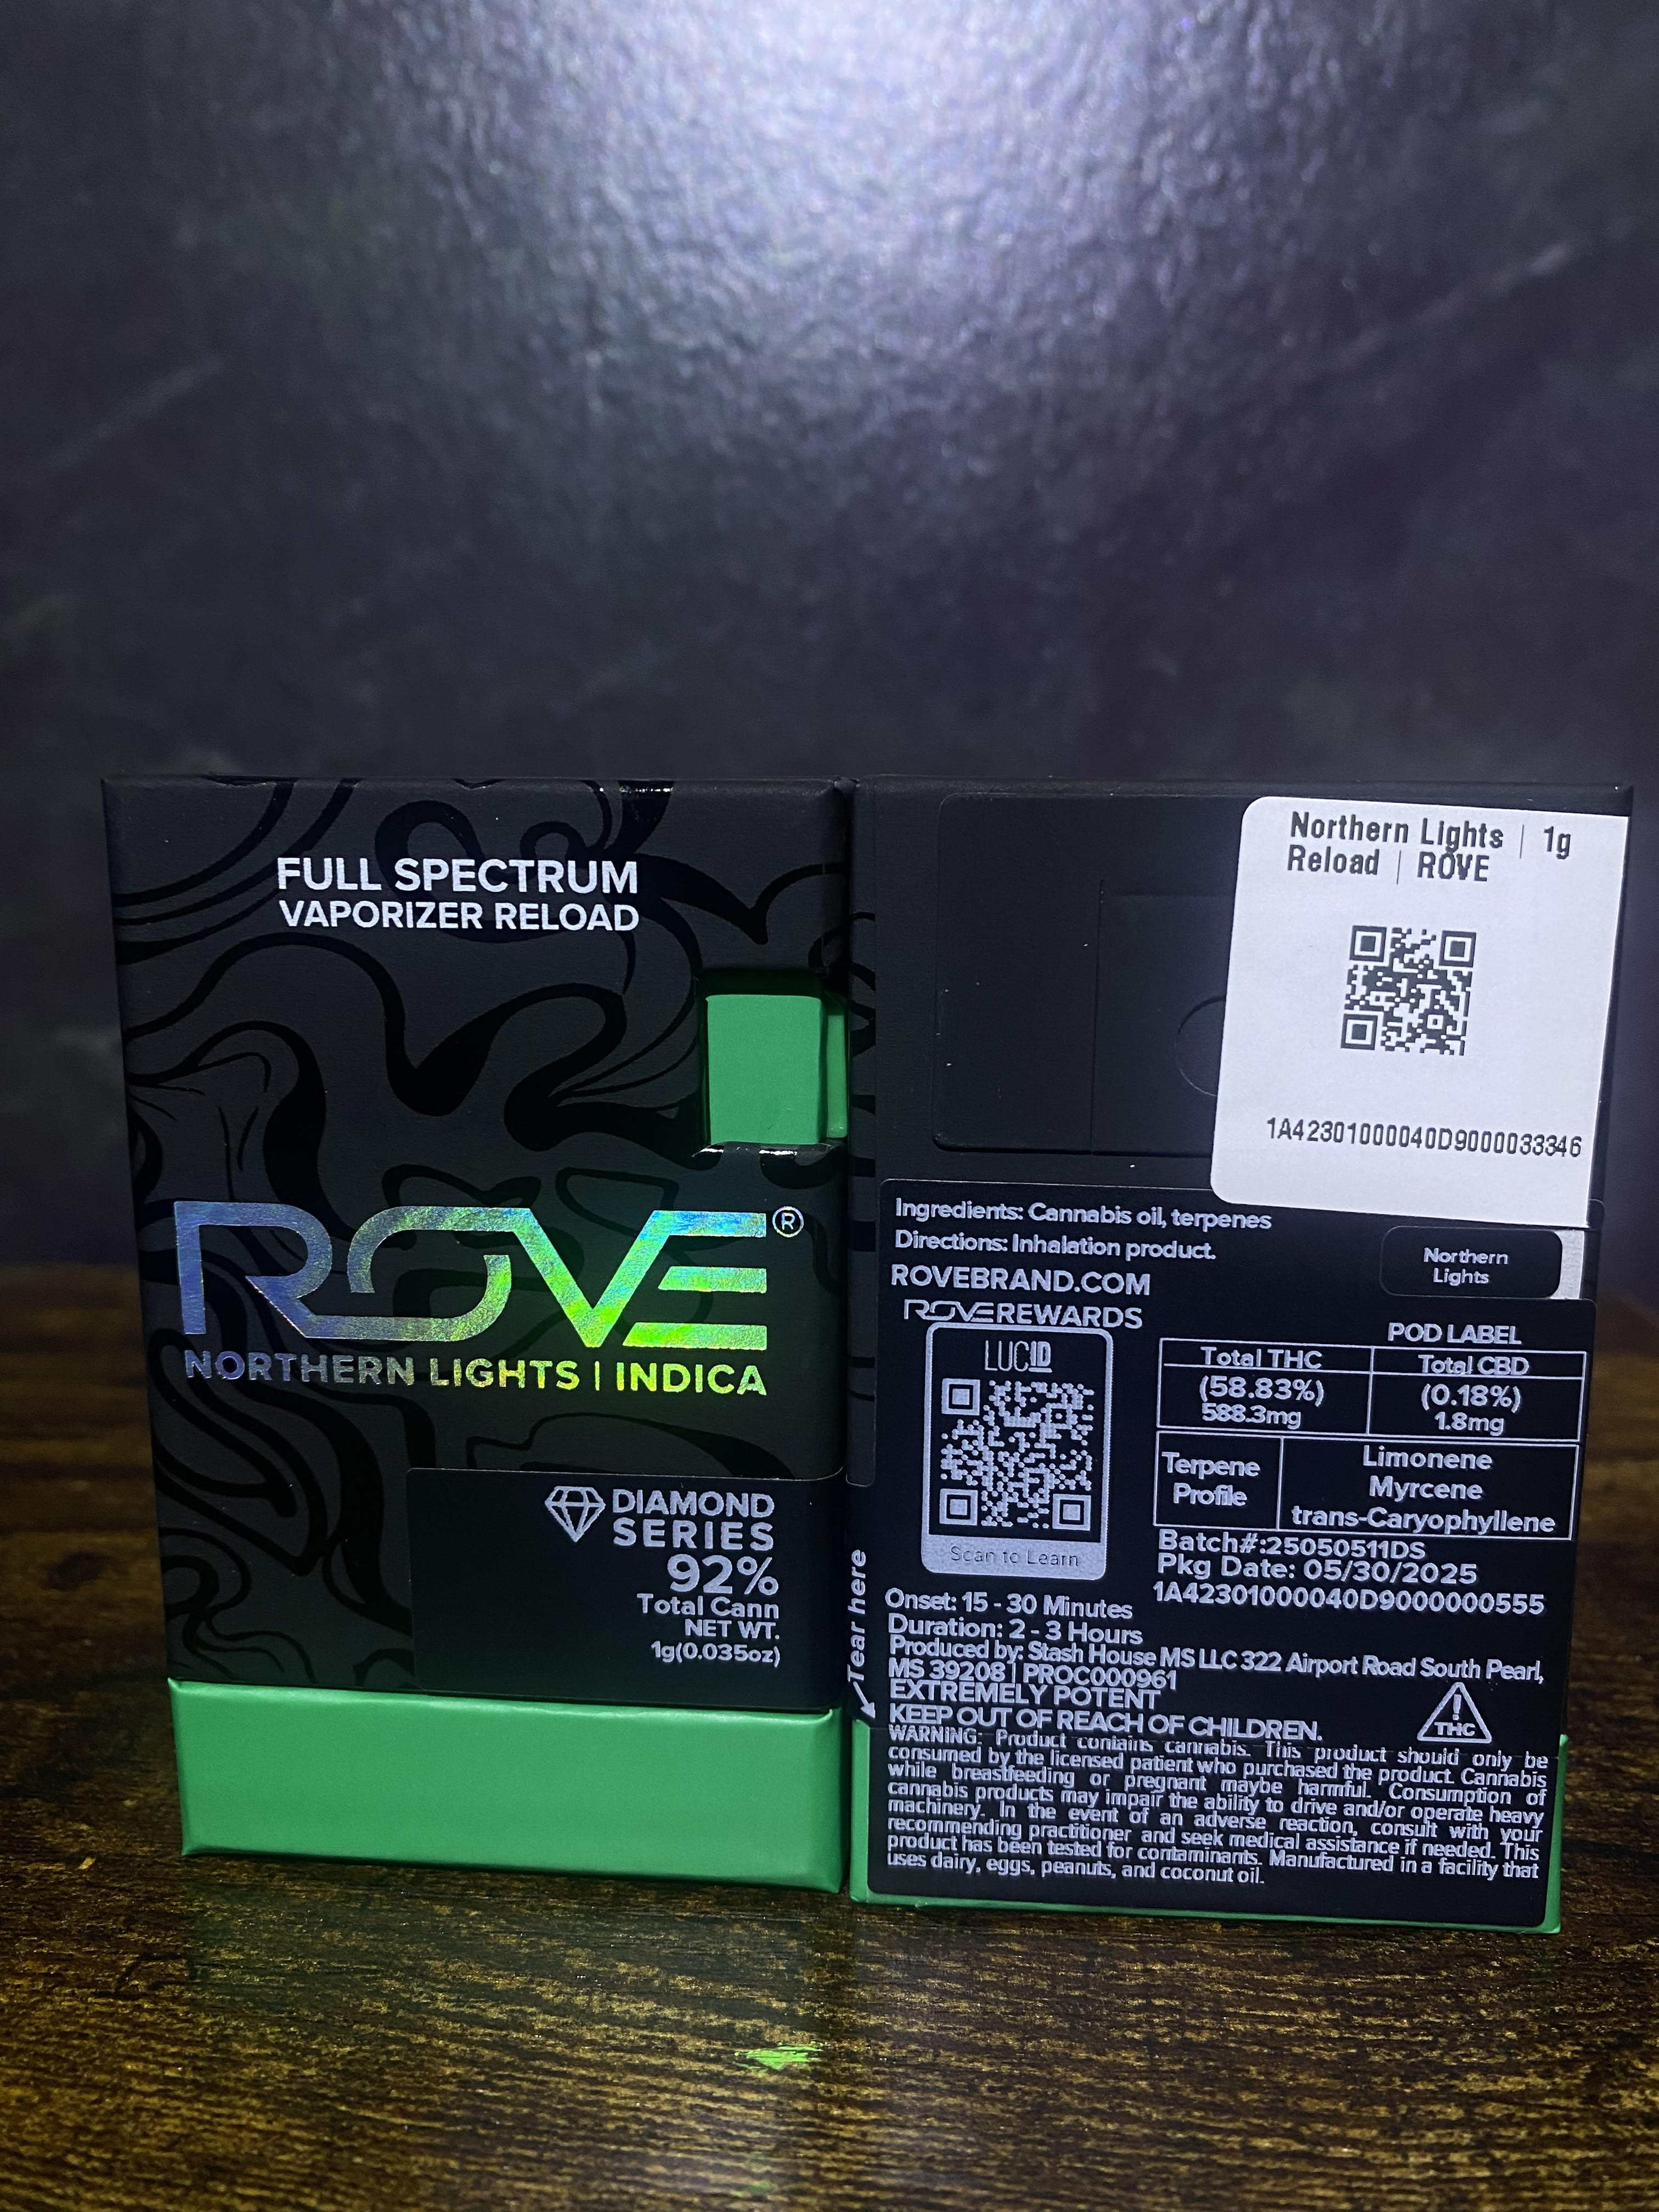 FULL SPECTRUM
VAPORIZER RELOAD
ROVE®
NORTHERN LIGHTS | INDICA
DIAMOND
SERIES
92%
Total Cann
NET WT.
1g(0.035oz)
Northern Lights | 1g
Reload | ROVE
1A42301000040D9000033346
Ingredients: Cannabis oil, terpenes
Directions: Inhalation product.
ROVEBRAND.COM
ROVE REWARDS
Northern
Lights
POD LABEL
LUCID
Scan to Learn
Total THC
Total CBD
(58.83%)
(0.18%)
588.3mg
1.8mg
Terpene
Profile
Limonene
Myrcene
trans-Caryophyllene
Batch#:25050511DS
Pkg Date: 05/30/2025
1A42301000040D9000000555
Tear here
Onset: 15 - 30 Minutes
Duration: 2 - 3 Hours
Produced by: Stash House MS LLC 322 Airport Road South Pearl,
MS 39208 | PROC000961
EXTREMELY POTENT
KEEP OUT OF REACH OF CHILDREN.
! THC
WARNING: Product contains cannabis. This product should only be
consumed by the licensed patient who purchased the product. Cannabis
while breastfeeding or pregnant maybe harmful. Consumption of
cannabis products may impair the ability to drive and/or operate heavy
machinery. In the event of an adverse reaction, consult with your
recommending practitioner and seek medical assistance if needed. This
product has been tested for contaminants. Manufactured in a facility that
uses dairy, eggs, peanuts, and coconut oil.